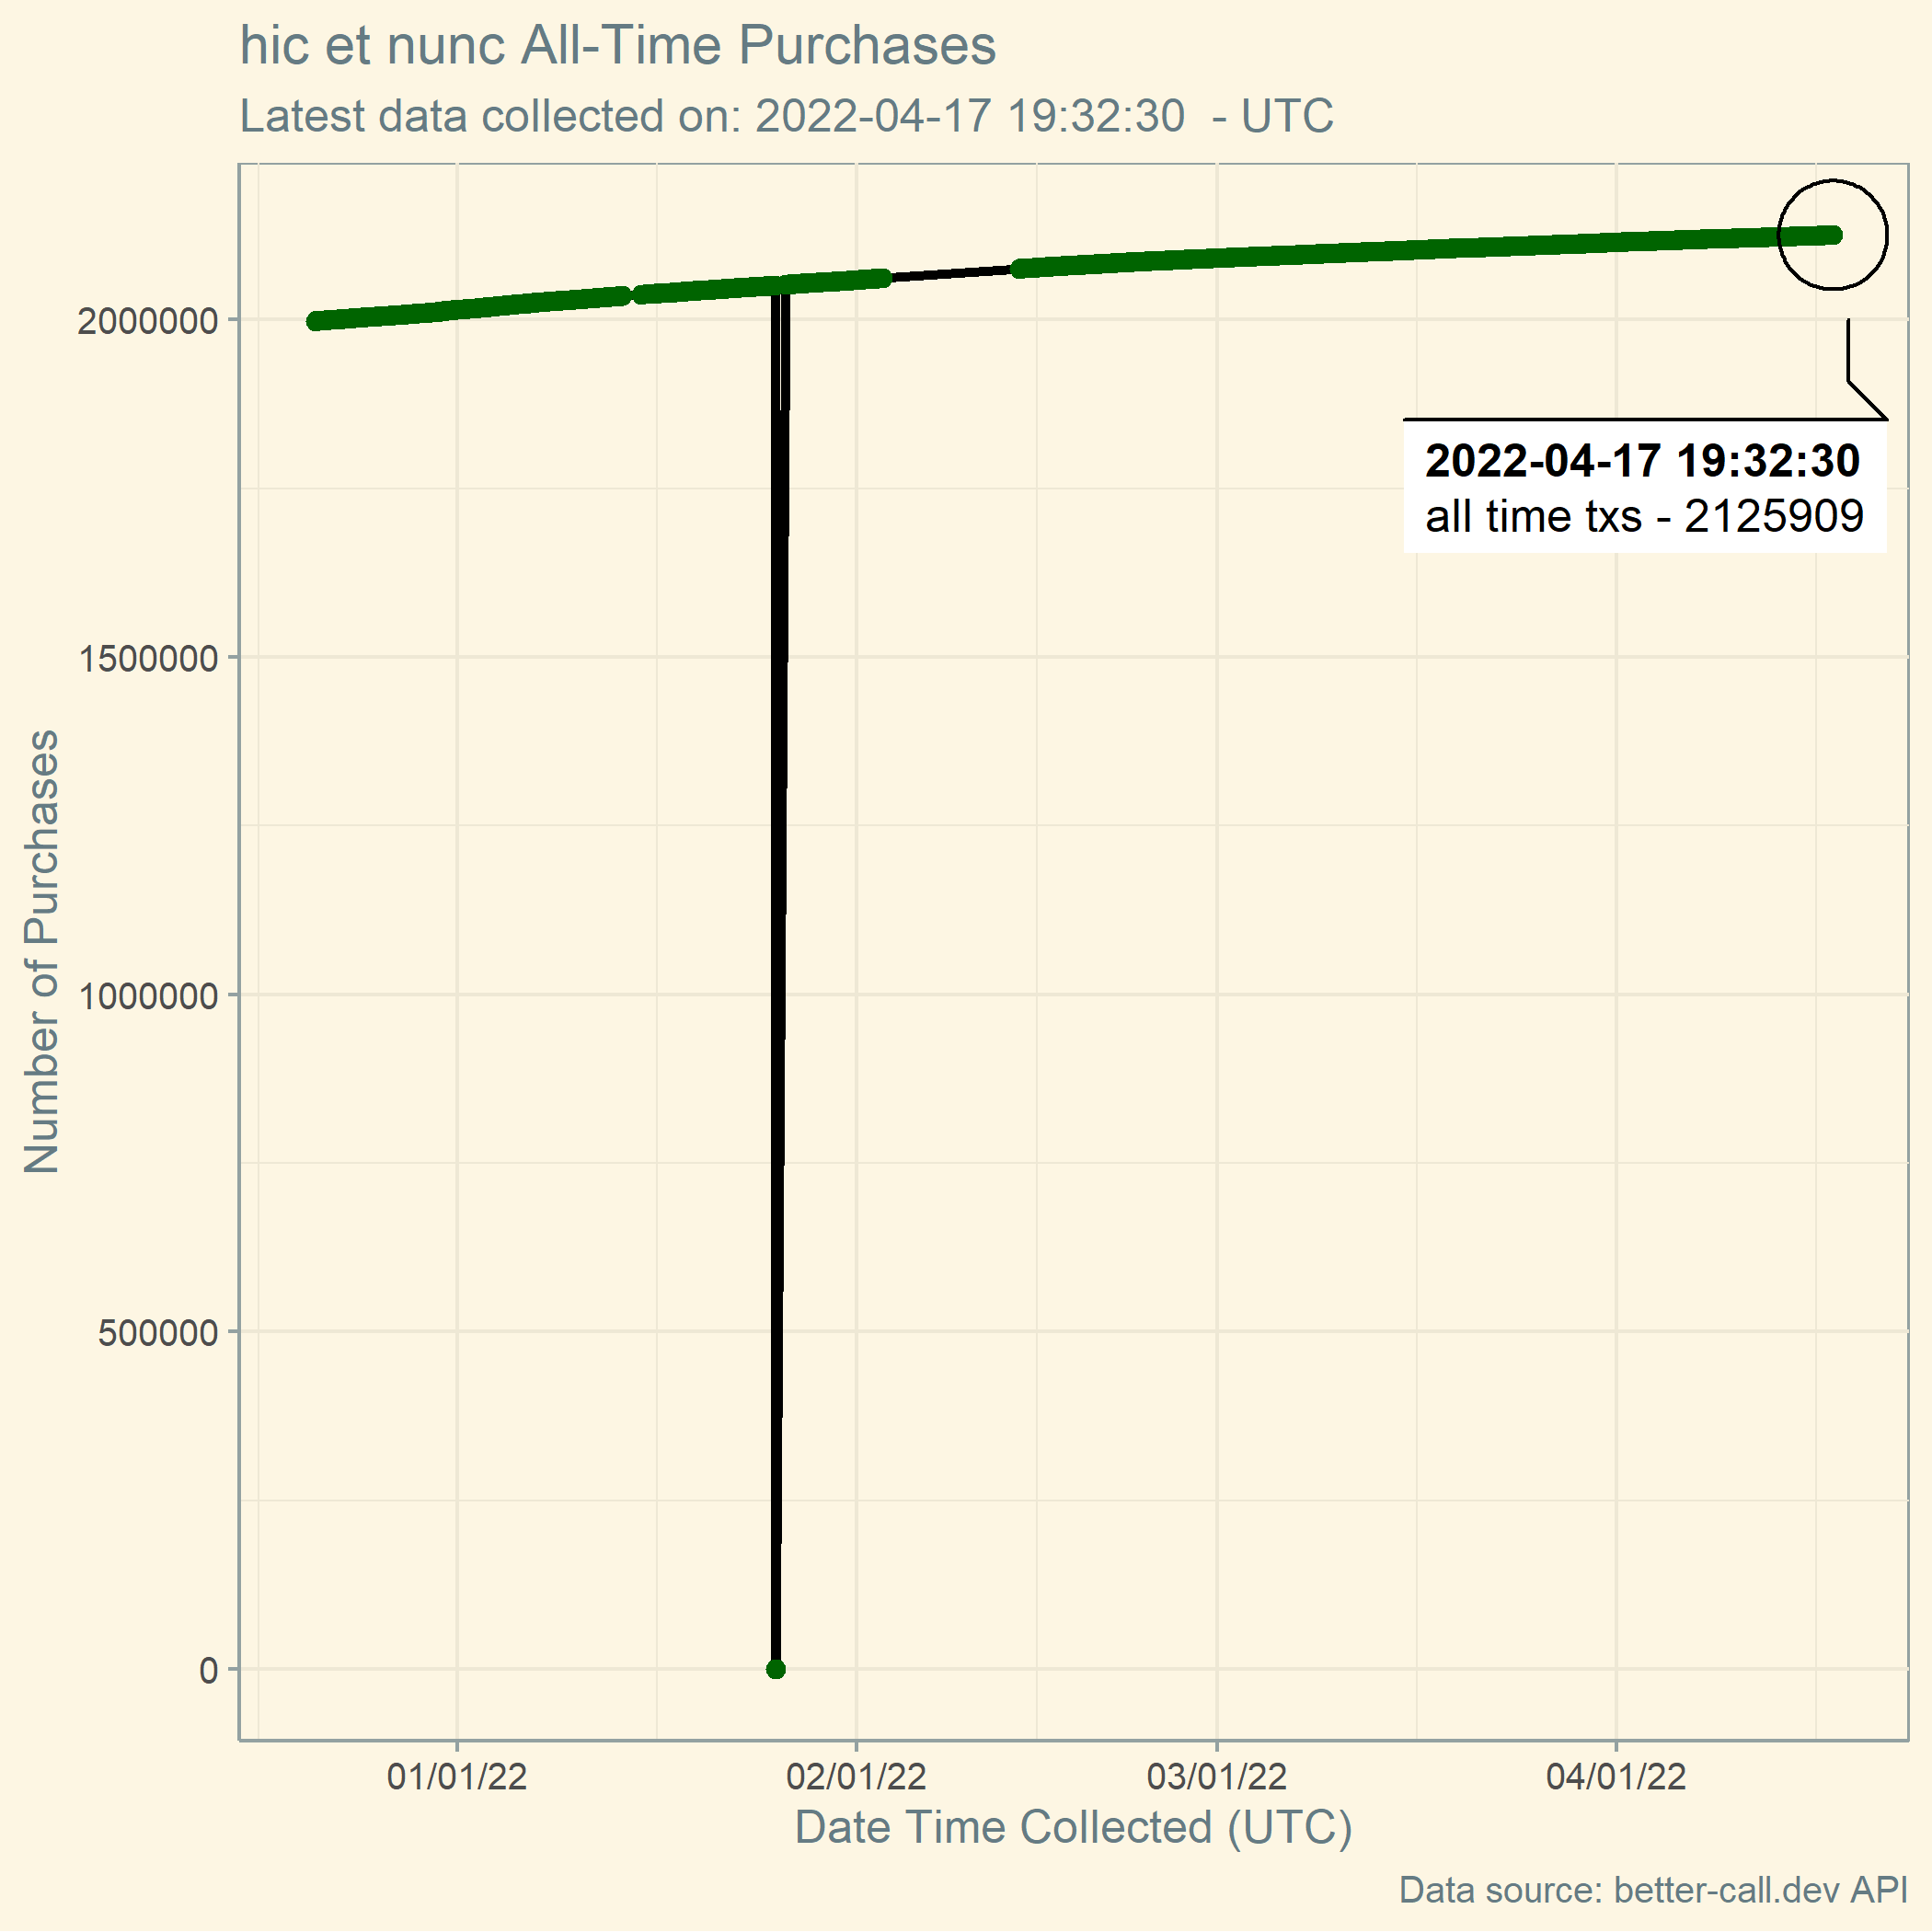 hic et nunc All-Time Purchases
Latest data collected on: 2022-04-17 19:32:30  - UTC
2000000
1500000
1000000
500000
0
Number of Purchases
2022-04-17 19:32:30
all time txs - 2125909
01/01/22
02/01/22
03/01/22
04/01/22
Date Time Collected (UTC)
Data source: better-call.dev API